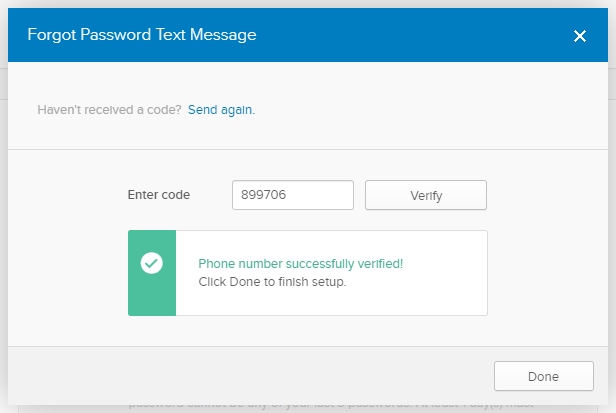 Forgot Password Text Message
Haven't received a code? Send again.
Enter code 899706 Verify
Phone number successfully verified!
Click Done to finish setup.
Done